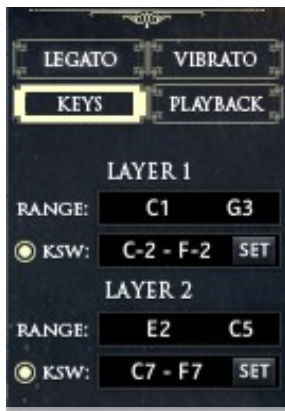 LEGATO VIBRATO
KEYS PLAYBACK
LAYER 1
RANGE: C1 G3
KSW: C-2 - F-2 SET
LAYER 2
RANGE: E2 C5
KSW: C7 - F7 SET